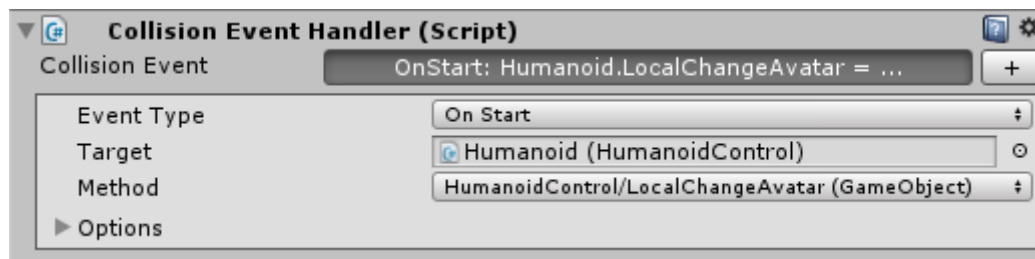 Collision Event Handler (Script)
Collision Event OnStart: Humanoid.LocalChangeAvatar = ... +
Event Type On Start
Target Humanoid (HumanoidControl)
Method HumanoidControl/LocalChangeAvatar (GameObject)
Options